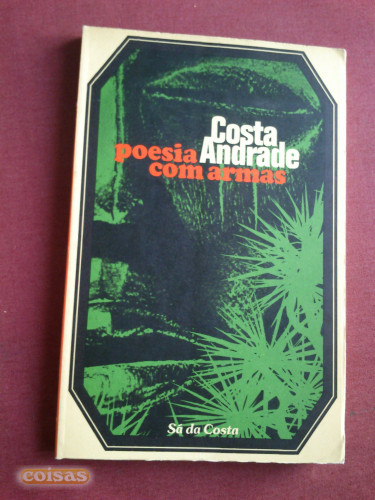 Costa
Andrade
poesia
com armas
Sá da Costa
coisas